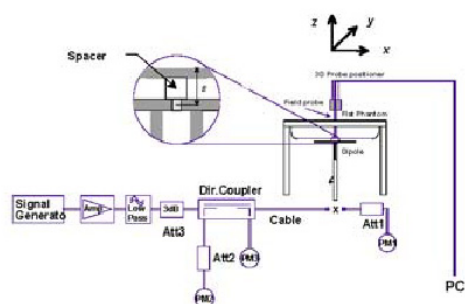 z
y
x
Spacer
3D Probe positioner
Field probe
Flat Phantom
Dipole
Signal
Generato
Amp
Low
Pass
3dB
Att3
Dir.Coupler
Cable
x
Att1
PM1
Att2
PM3
PM2
PC